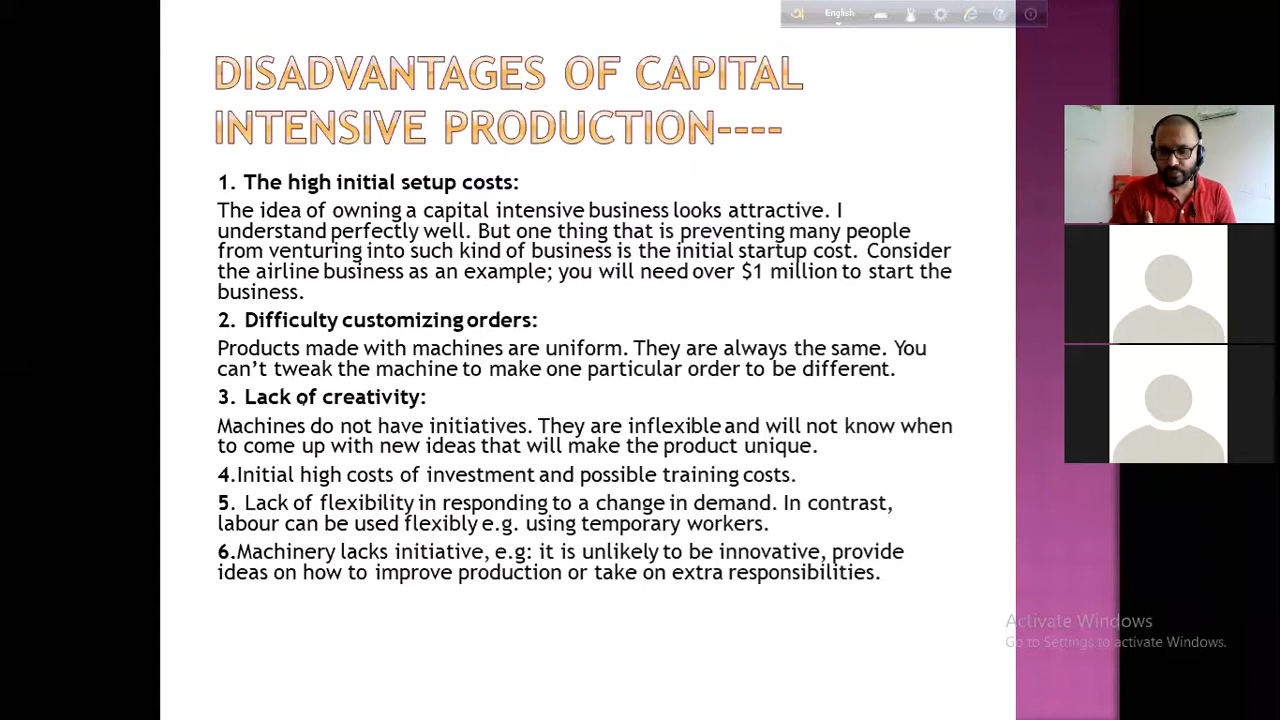 English
DISADVANTAGES OF CAPITAL
INTENSIVE PRODUCTION----
1. The high initial setup costs:
The idea of owning a capital intensive business looks attractive. I
understand perfectly well. But one thing that is preventing many people
from venturing into such kind of business is the initial startup cost. Consider
the airline business as an example; you will need over $1 million to start the
business.
2. Difficulty customizing orders:
Products made with machines are uniform. They are always the same. You
can’t tweak the machine to make one particular order to be different.
3. Lack of creativity:
Machines do not have initiatives. They are inflexible and will not know when
to come up with new ideas that will make the product unique.
4.Initial high costs of investment and possible training costs.
5. Lack of flexibility in responding to a change in demand. In contrast,
labour can be used flexibly e.g. using temporary workers.
6.Machinery lacks initiative, e.g: it is unlikely to be innovative, provide
ideas on how to improve production or take on extra responsibilities.
Activate Windows
Go to Settings to activate Windows.